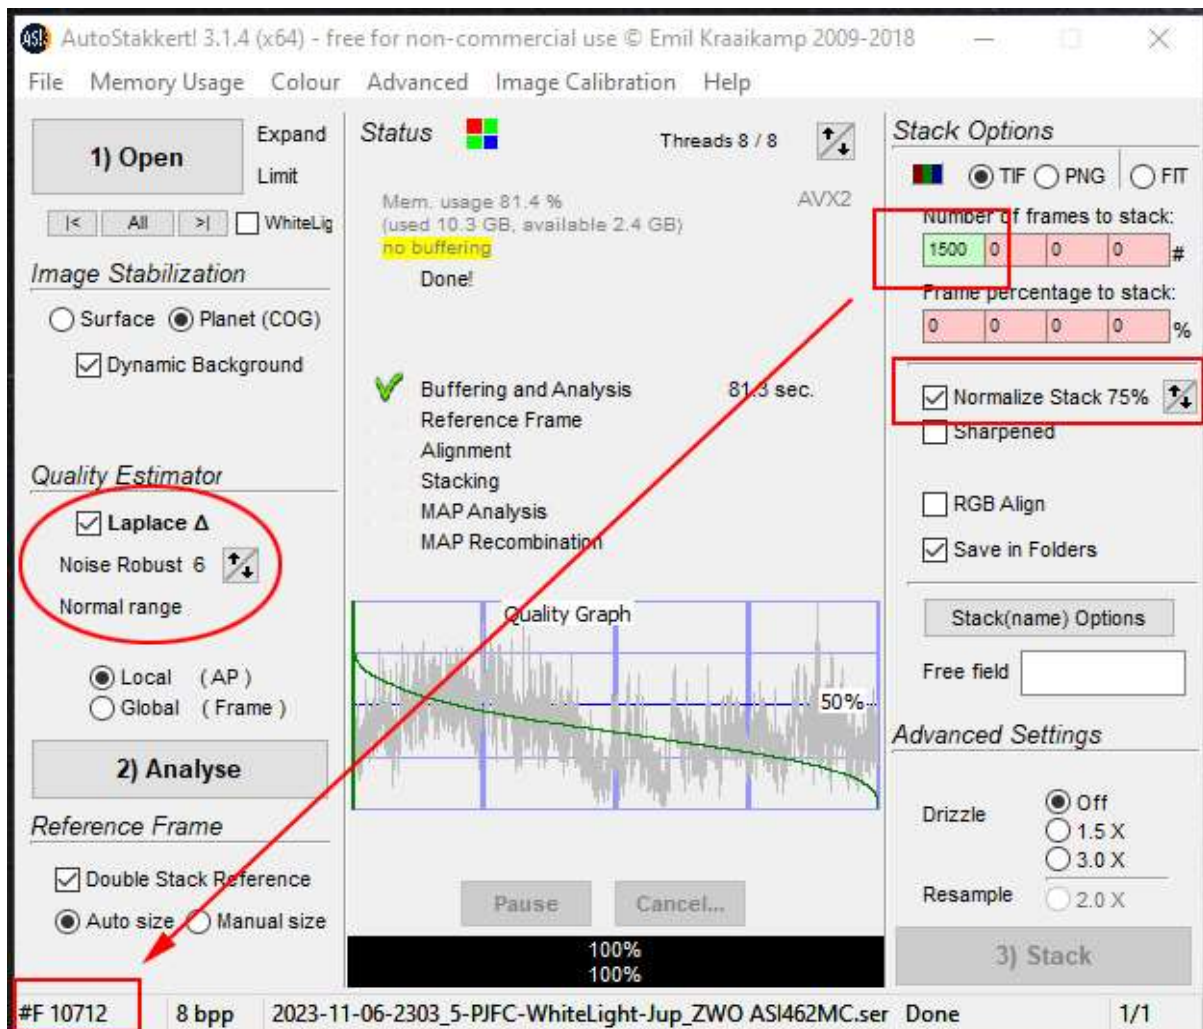 AS!3 AutoStakkert! 3.1.4 (x64) - free for non-commercial use © Emil Kraaikamp 2009-2018
File Memory Usage Colour Advanced Image Calibration Help
1) Open
Expand
Limit
|< All >| WhiteLig
Image Stabilization
Surface Planet (COG)
Dynamic Background
Quality Estimator
Laplace Δ
Noise Robust 6
Normal range
Local (AP)
Global (Frame)
2) Analyse
Reference Frame
Double Stack Reference
Auto size Manual size
Status Threads 8 / 8
Mem. usage 81.4 % AVX2
(used 10.3 GB, available 2.4 GB)
no buffering
Done!
Buffering and Analysis 81.3 sec.
Reference Frame
Alignment
Stacking
MAP Analysis
MAP Recombination
Quality Graph
50%
Pause Cancel...
100%
100%
Stack Options
TIF PNG FIT
Number of frames to stack:
1500 0 0 0 #
Frame percentage to stack:
0 0 0 0 %
Normalize Stack 75%
Sharpened
RGB Align
Save in Folders
Stack(name) Options
Free field
Advanced Settings
Drizzle Off
1.5 X
3.0 X
Resample 2.0 X
3) Stack
#F 10712 8 bpp 2023-11-06-2303_5-PJFC-WhiteLight-Jup_ZWO ASI462MC.ser Done 1/1